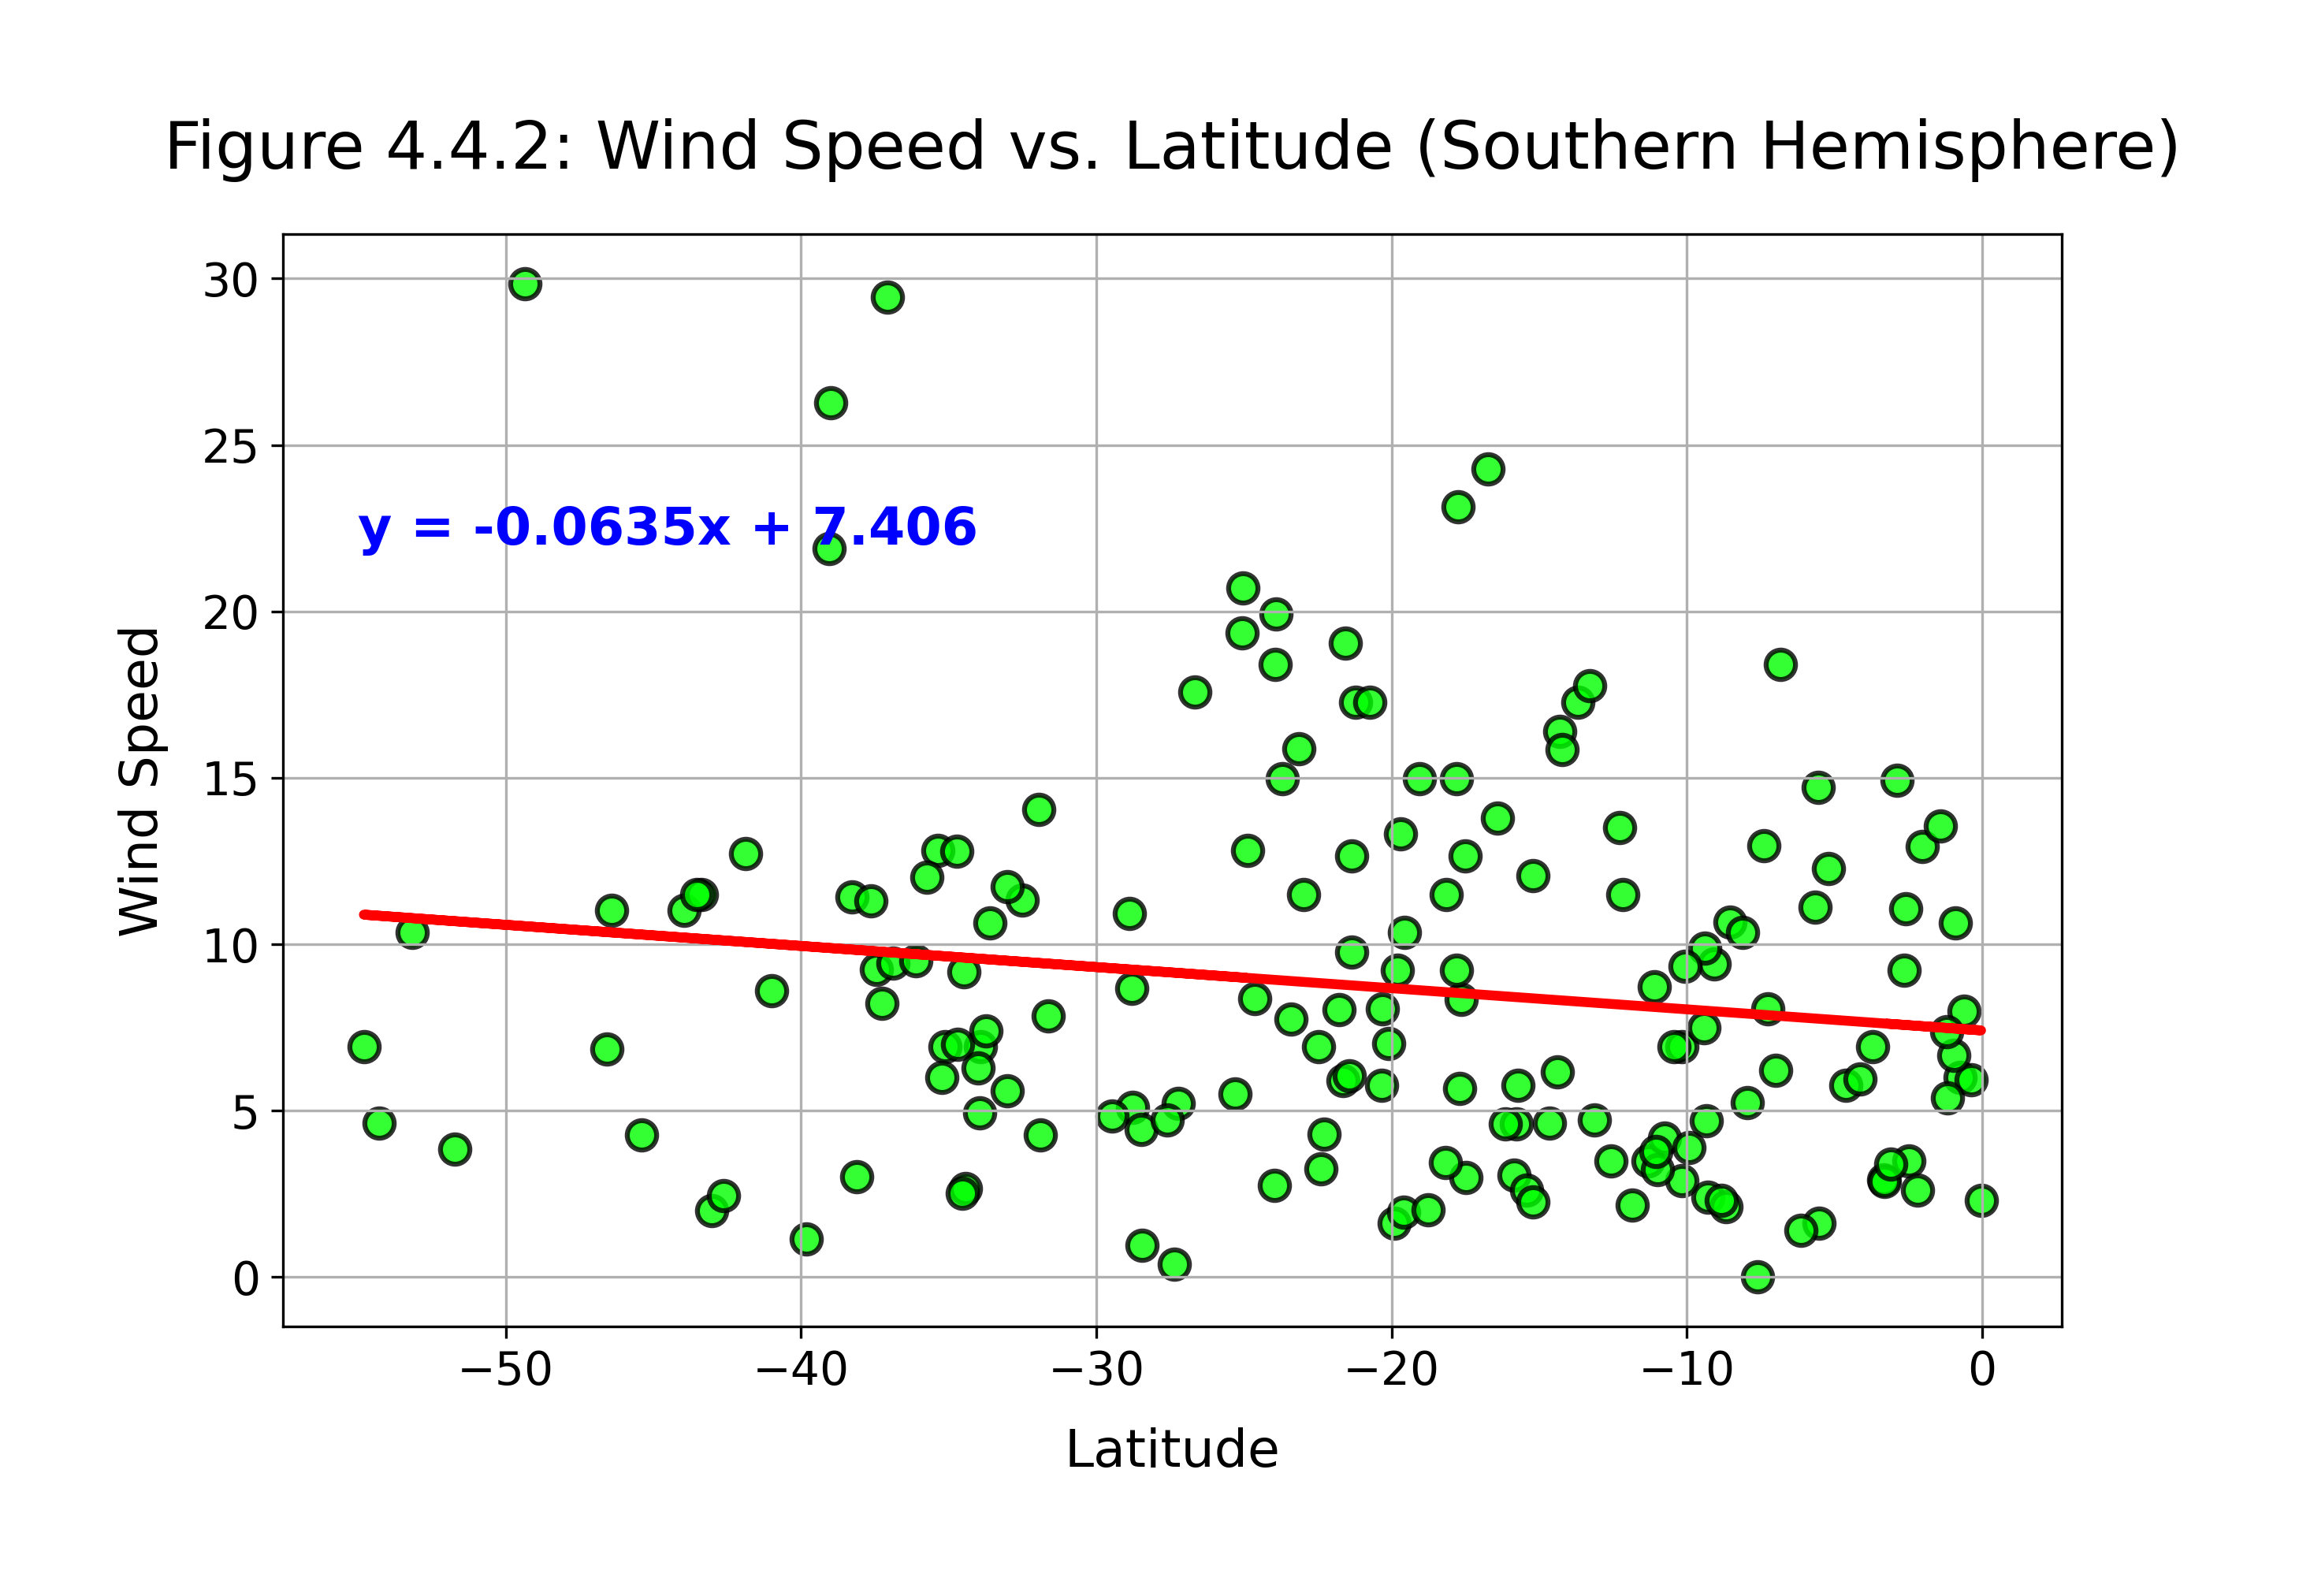 Figure 4.4.2: Wind Speed vs. Latitude (Southern Hemisphere)
30
25
y = -0.0635x + 7.406
20
15
10
5
0
Wind Speed
−50 −40 −30 −20 −10 0
Latitude